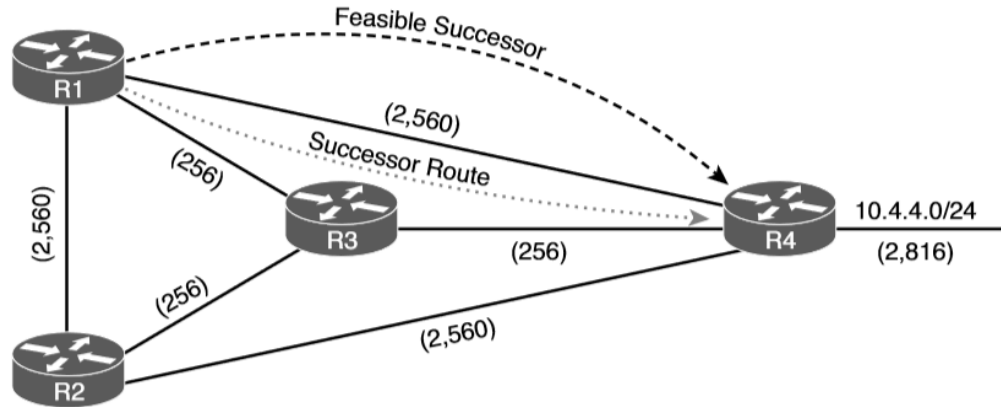 Feasible Successor
R1
(2,560)
Successor Route
(256)
(2,560)
R3
(256)
R4
10.4.4.0/24
(2,816)
(256)
(2,560)
R2